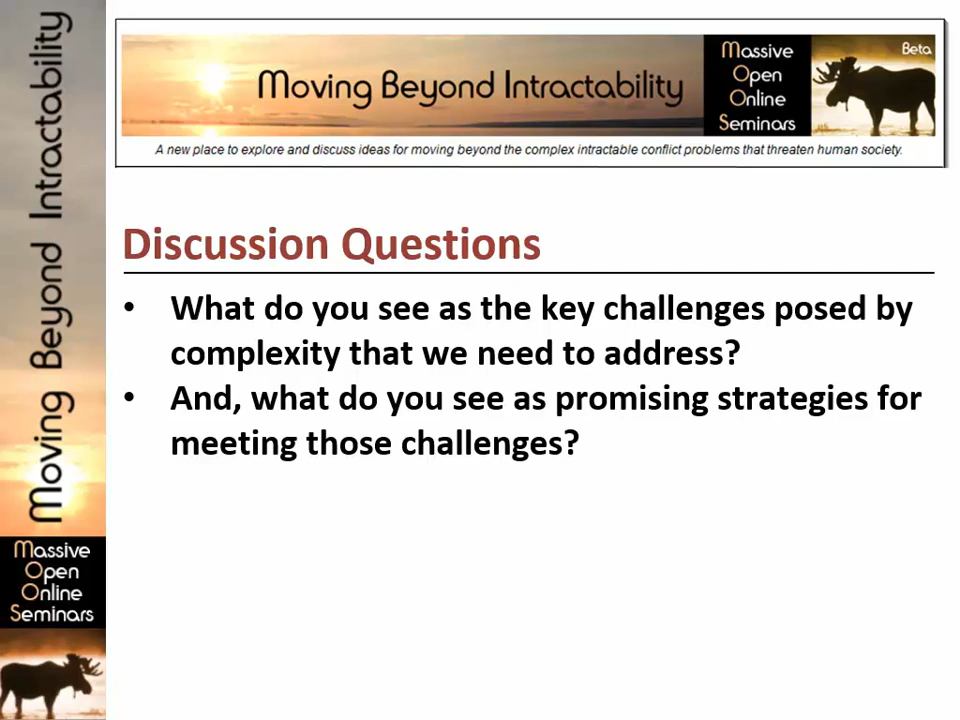 Moving Beyond Intractability
Massive
Open
Online
Seminars
Moving Beyond Intractability
Massive
Open
Online
Seminars
Beta
A new place to explore and discuss ideas for moving beyond the complex intractable conflict problems that threaten human society.
Discussion Questions
• What do you see as the key challenges posed by
complexity that we need to address?
• And, what do you see as promising strategies for
meeting those challenges?